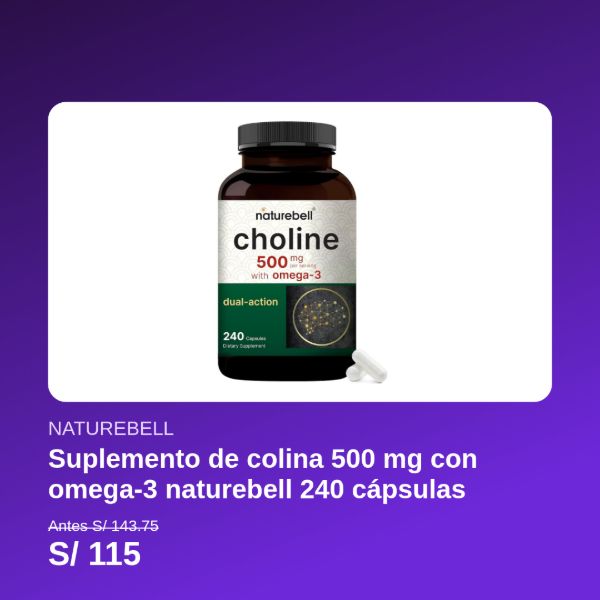 naturebell
choline
500 mg
per serving
with omega-3
dual-action
240 Capsules
Dietary Supplement
NATUREBELL
Suplemento de colina 500 mg con
omega-3 naturebell 240 cápsulas
Antes S/ 143.75
S/ 115